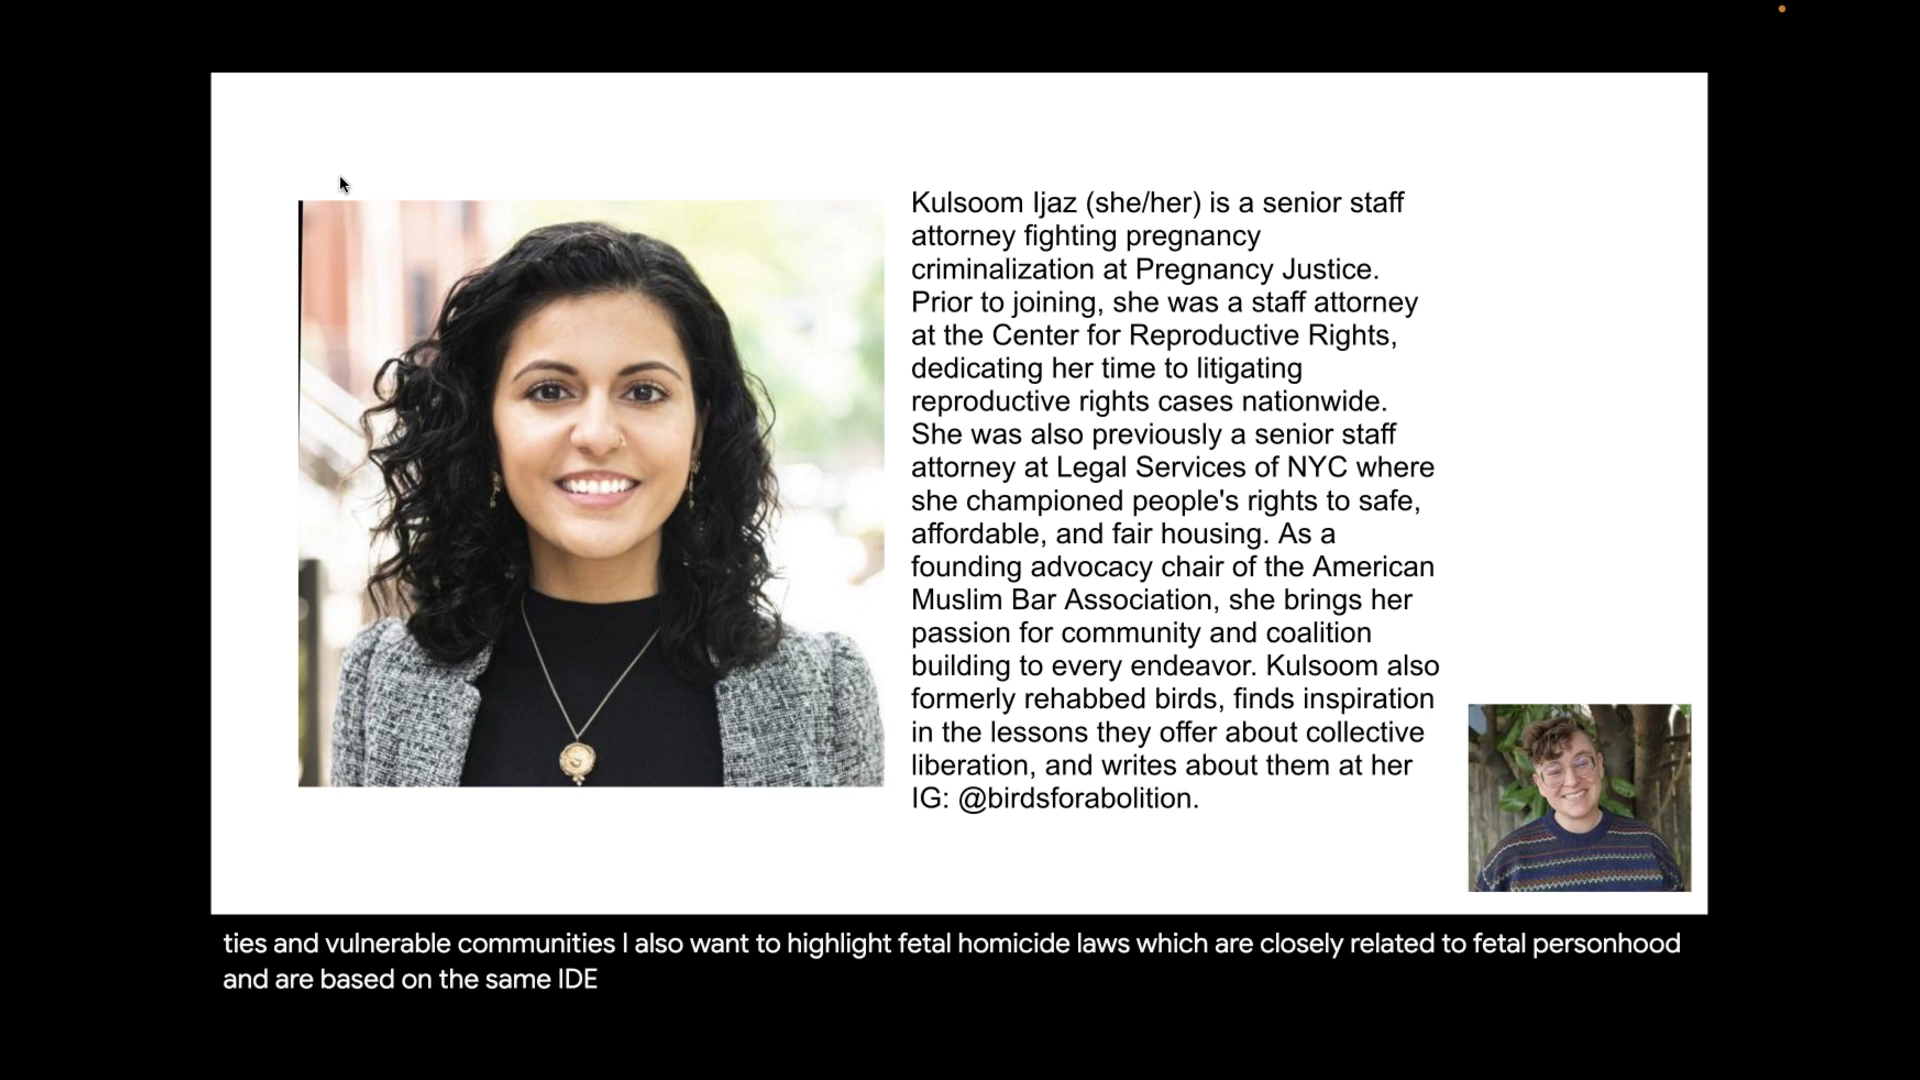 Kulsoom Ijaz (she/her) is a senior staff
attorney fighting pregnancy
criminalization at Pregnancy Justice.
Prior to joining, she was a staff attorney
at the Center for Reproductive Rights,
dedicating her time to litigating
reproductive rights cases nationwide.
She was also previously a senior staff
attorney at Legal Services of NYC where
she championed people's rights to safe,
affordable, and fair housing. As a
founding advocacy chair of the American
Muslim Bar Association, she brings her
passion for community and coalition
building to every endeavor. Kulsoom also
formerly rehabbed birds, finds inspiration
in the lessons they offer about collective
liberation, and writes about them at her
IG: @birdsforabolition.
ties and vulnerable communities I also want to highlight fetal homicide laws which are closely related to fetal personhood
and are based on the same IDE